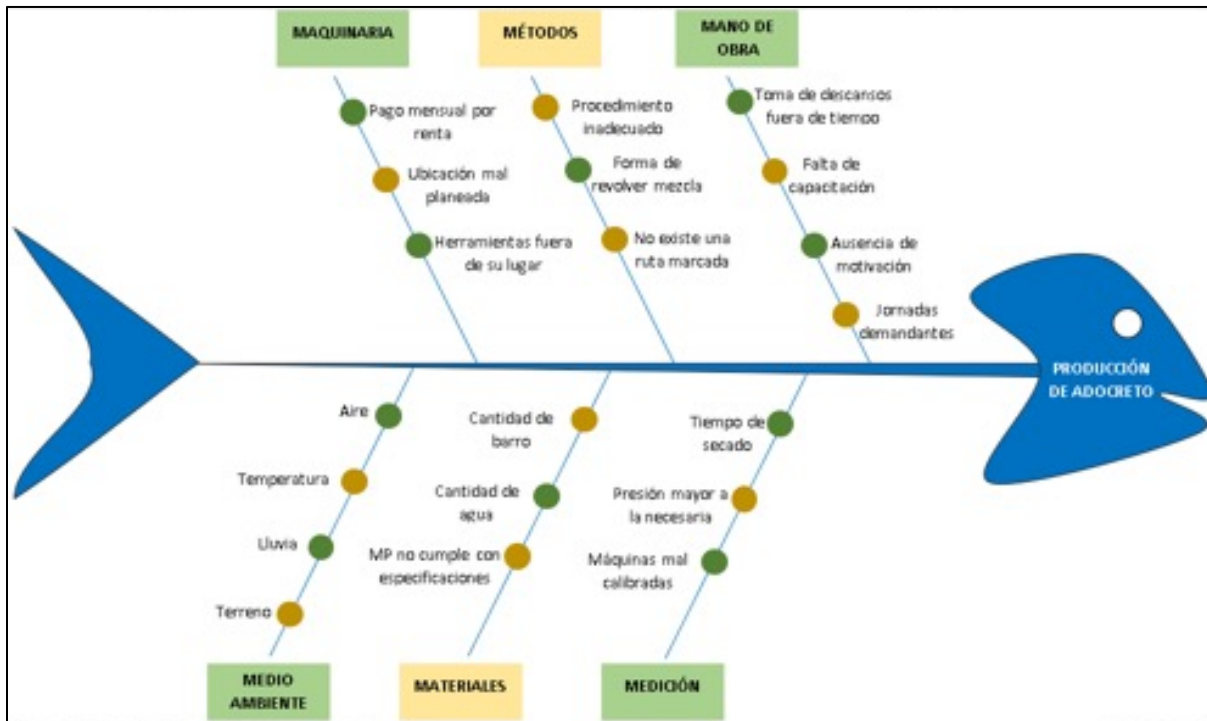 MAQUINARIA
Pago mensual por
renta
Ubicación mal
planeada
Herramientas fuera
de su lugar
MÉTODOS
Procedimiento
inadecuado
Forma de
revolver mezcla
No existe una
ruta marcada
MANO DE
OBRA
Toma de descansos
fuera de tiempo
Falta de
capacitación
Ausencia de
motivación
Jornadas
demandantes
PRODUCCIÓN
DE ADOCRETO
Aire
Temperatura
Lluvia
Terreno
MEDIO
AMBIENTE
Cantidad de
barro
Cantidad de
agua
MP no cumple con
especificaciones
MATERIALES
Tiempo de
secado
Presión mayor a
la necesaria
Máquinas mal
calibradas
MEDICIÓN